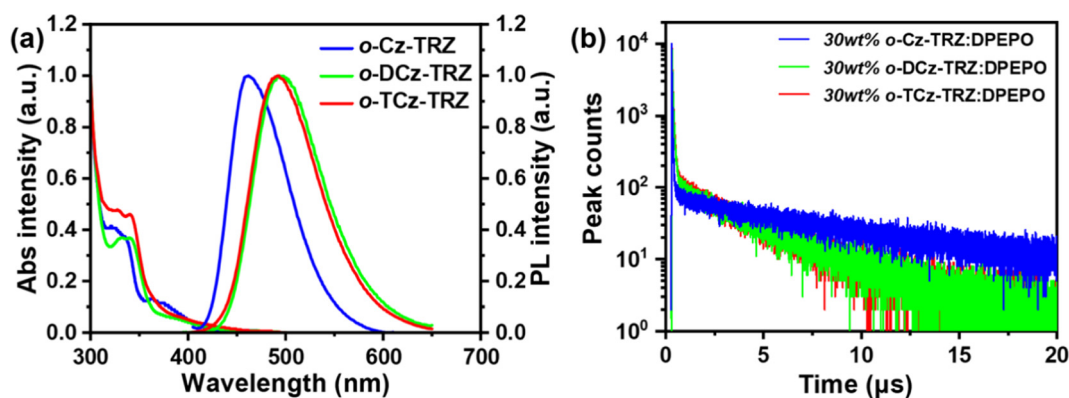 (a)
1.2
1.0
0.8
0.6
0.4
0.2
0.0
Abs intensity (a.u.)
o-Cz-TRZ
o-DCz-TRZ
o-TCz-TRZ
1.2
1.0
0.8
0.6
0.4
0.2
0.0
PL intensity (a.u.)
300 400 500 600 700
Wavelength (nm)
(b)
10⁴
10³
10²
10¹
10⁰
Peak counts
30wt% o-Cz-TRZ:DPEPO
30wt% o-DCz-TRZ:DPEPO
30wt% o-TCz-TRZ:DPEPO
0 5 10 15 20
Time (µs)